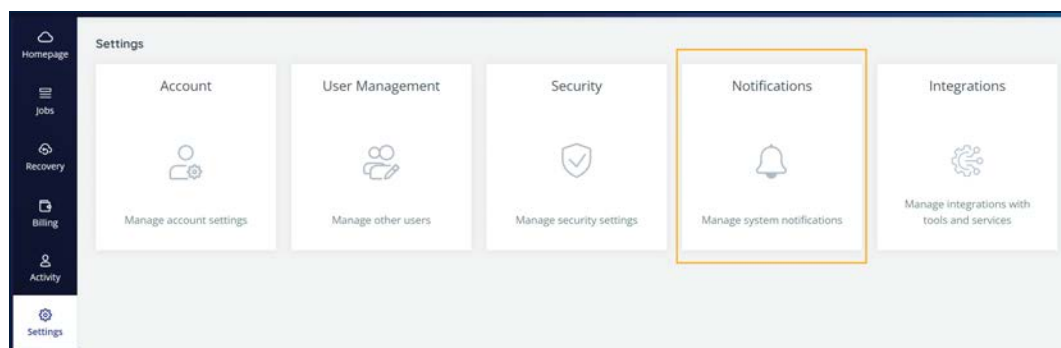 Homepage
Jobs
Recovery
Billing
Activity
Settings
Settings
Account
Manage account settings
User Management
Manage other users
Security
Manage security settings
Notifications
Manage system notifications
Integrations
Manage integrations with
tools and services